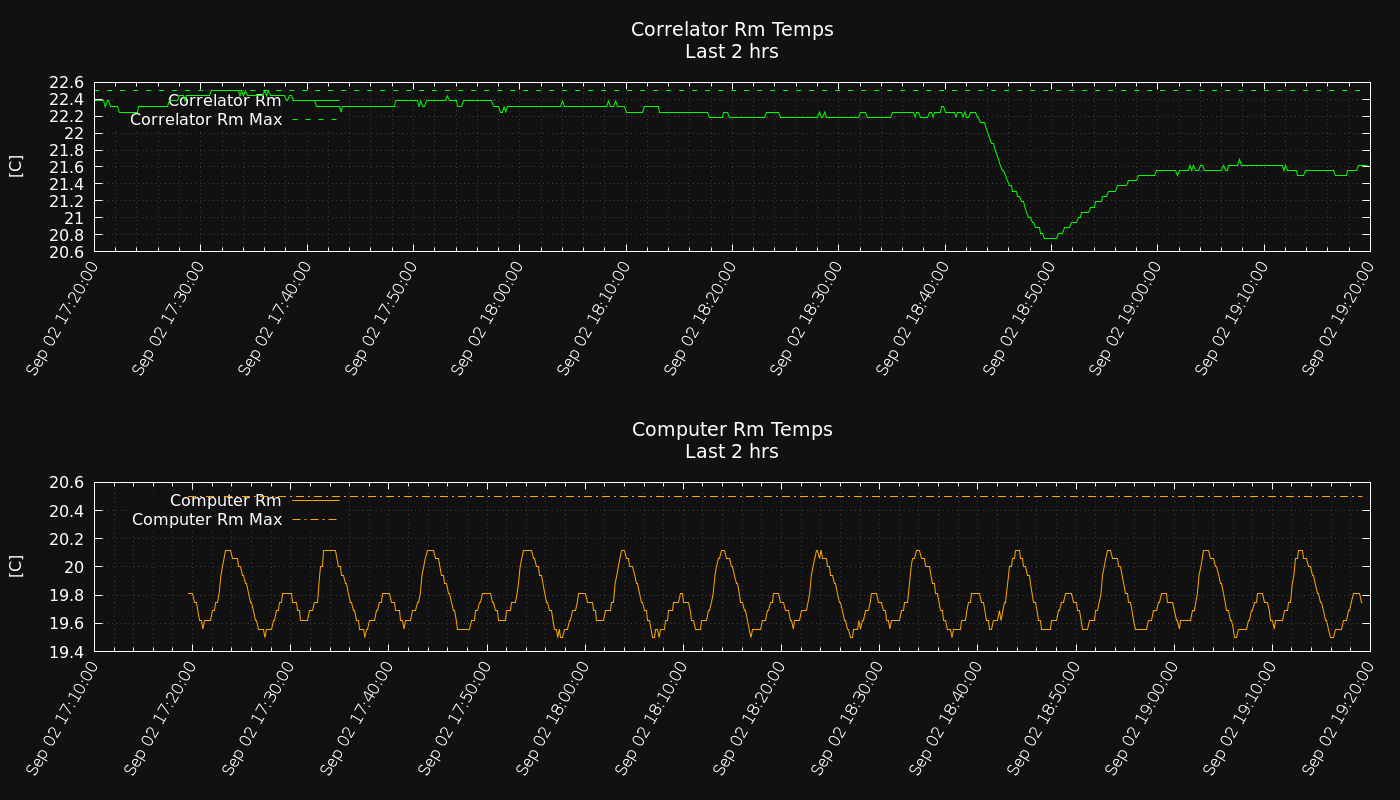 Correlator Rm Temps
Last 2 hrs
22.6
22.4
22.2
22
21.8
21.6
21.4
21.2
21
20.8
20.6
[C]
Correlator Rm
Correlator Rm Max
Sep 02 17:20:00
Sep 02 17:30:00
Sep 02 17:40:00
Sep 02 17:50:00
Sep 02 18:00:00
Sep 02 18:10:00
Sep 02 18:20:00
Sep 02 18:30:00
Sep 02 18:40:00
Sep 02 18:50:00
Sep 02 19:00:00
Sep 02 19:10:00
Sep 02 19:20:00
Computer Rm Temps
Last 2 hrs
20.6
20.4
20.2
20
19.8
19.6
19.4
[C]
Computer Rm
Computer Rm Max
Sep 02 17:10:00
Sep 02 17:20:00
Sep 02 17:30:00
Sep 02 17:40:00
Sep 02 17:50:00
Sep 02 18:00:00
Sep 02 18:10:00
Sep 02 18:20:00
Sep 02 18:30:00
Sep 02 18:40:00
Sep 02 18:50:00
Sep 02 19:00:00
Sep 02 19:10:00
Sep 02 19:20:00